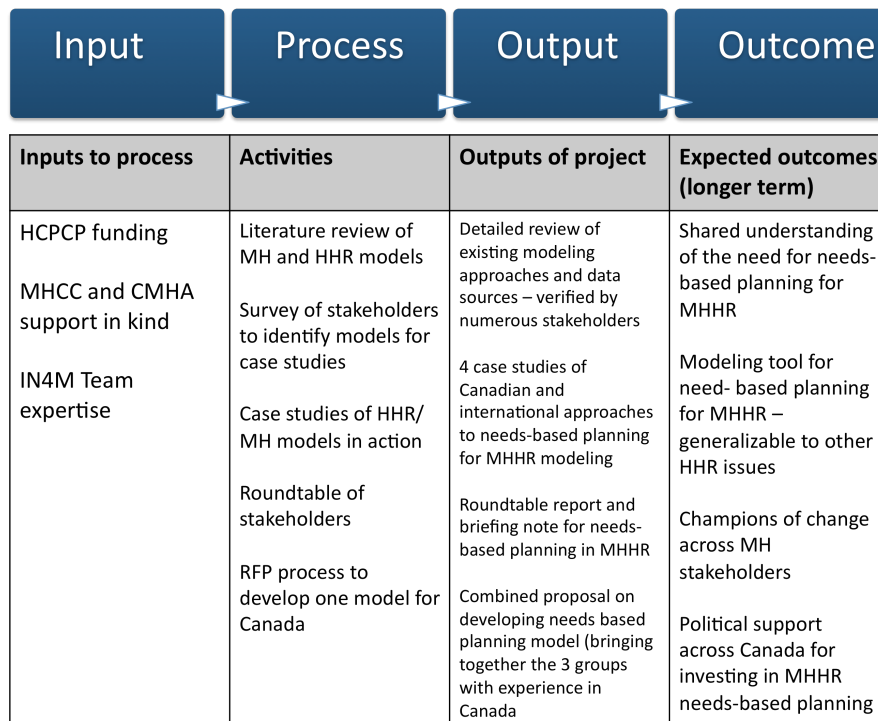 Input
Process
Output
Outcome
Inputs to process
HCPCP funding
MHCC and CMHA
support in kind
IN4M Team
expertise
Activities
Literature review of
MH and HHR models
Survey of stakeholders
to identify models for
case studies
Case studies of HHR/
MH models in action
Roundtable of
stakeholders
RFP process to
develop one model for
Canada
Outputs of project
Detailed review of
existing modeling
approaches and data
sources – verified by
numerous stakeholders
4 case studies of
Canadian and
international approaches
to needs-based planning
for MHHR modeling
Roundtable report and
briefing note for needs-
based planning in MHHR
Combined proposal on
developing needs based
planning model (bringing
together the 3 groups
with experience in
Canada
Expected outcomes
(longer term)
Shared understanding
of the need for needs-
based planning for
MHHR
Modeling tool for
need- based planning
for MHHR –
generalizable to other
HHR issues
Champions of change
across MH
stakeholders
Political support
across Canada for
investing in MHHR
needs-based planning